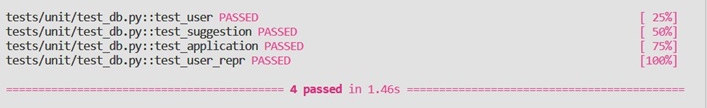 tests/unit/test_db.py::test_user PASSED [ 25%]
tests/unit/test_db.py::test_suggestion PASSED [ 50%]
tests/unit/test_db.py::test_application PASSED [ 75%]
tests/unit/test_db.py::test_user_repr PASSED [100%]
========================================= 4 passed in 1.46s =========================================